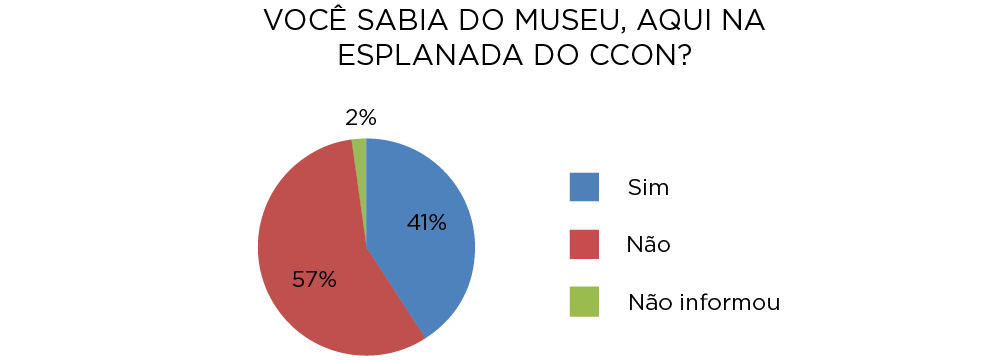 VOCÊ SABIA DO MUSEU, AQUI NA
ESPLANADA DO CCON?
2%
41%
57%
Sim
Não
Não informou